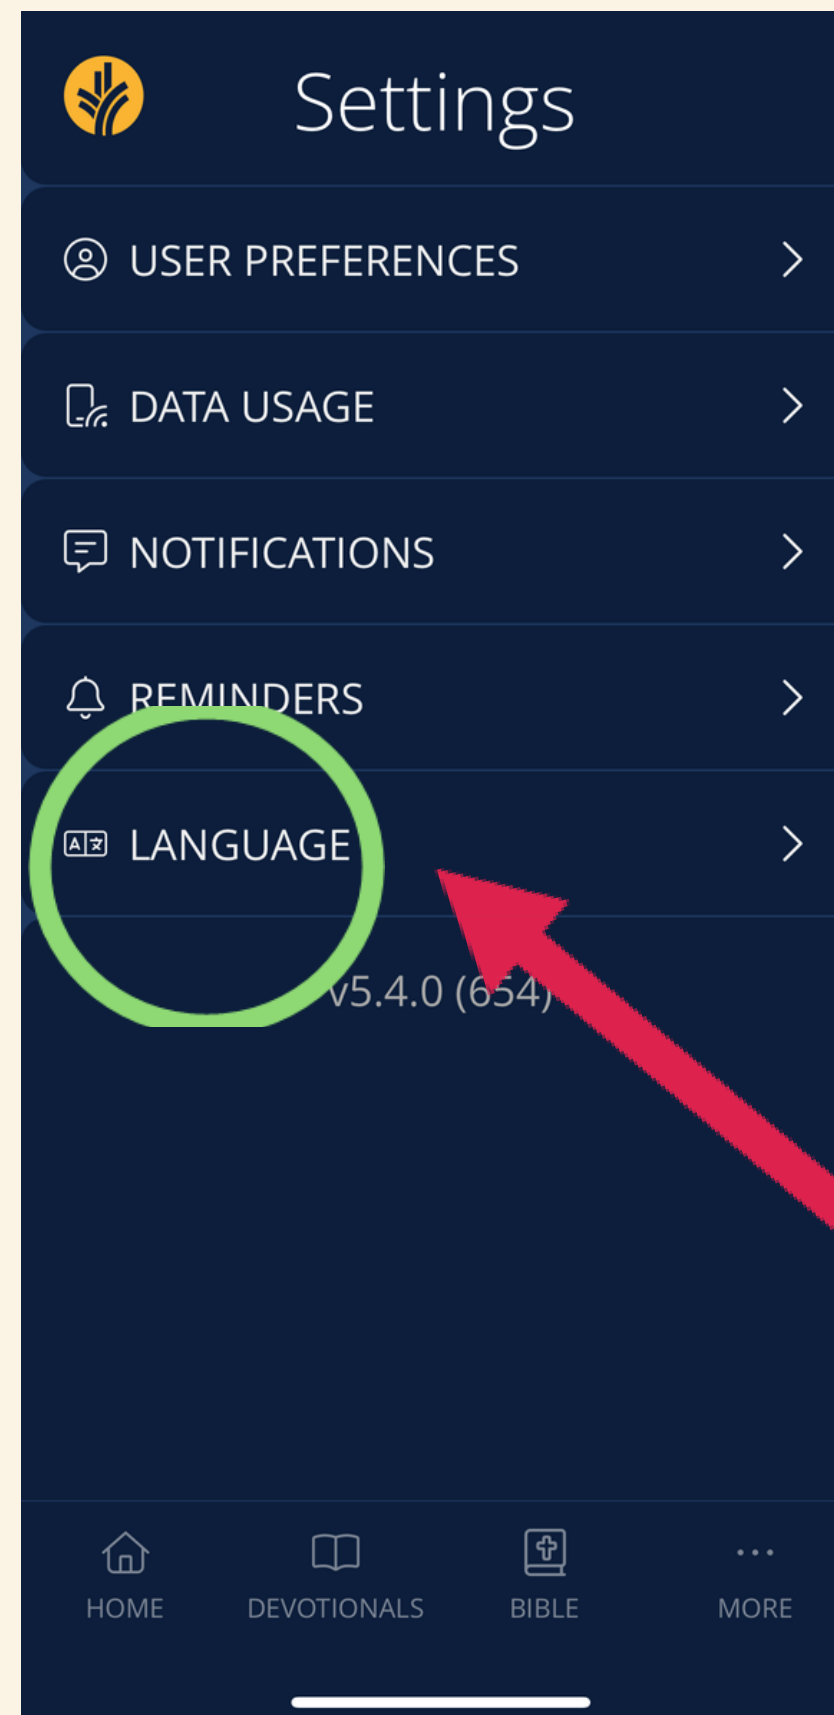 Settings
USER PREFERENCES
DATA USAGE
NOTIFICATIONS
REMINDERS
LANGUAGE
v5.4.0 (654)
HOME DEVOTIONALS BIBLE MORE